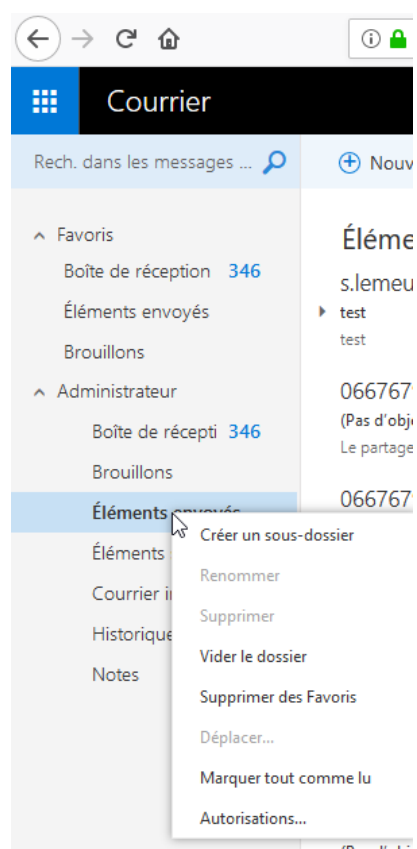 Courrier
Rech. dans les messages ...
Nouv
Favoris
Boîte de réception 346
Éléments envoyés
Brouillons
Administrateur
Boîte de récepti 346
Brouillons
Éléments envoyés
Éléments
Courrier i
Historique
Notes
Éléme
s.lemeu
test
test
066767
(Pas d'obje
Le partage
066767
Créer un sous-dossier
Renommer
Supprimer
Vider le dossier
Supprimer des Favoris
Déplacer...
Marquer tout comme lu
Autorisations...